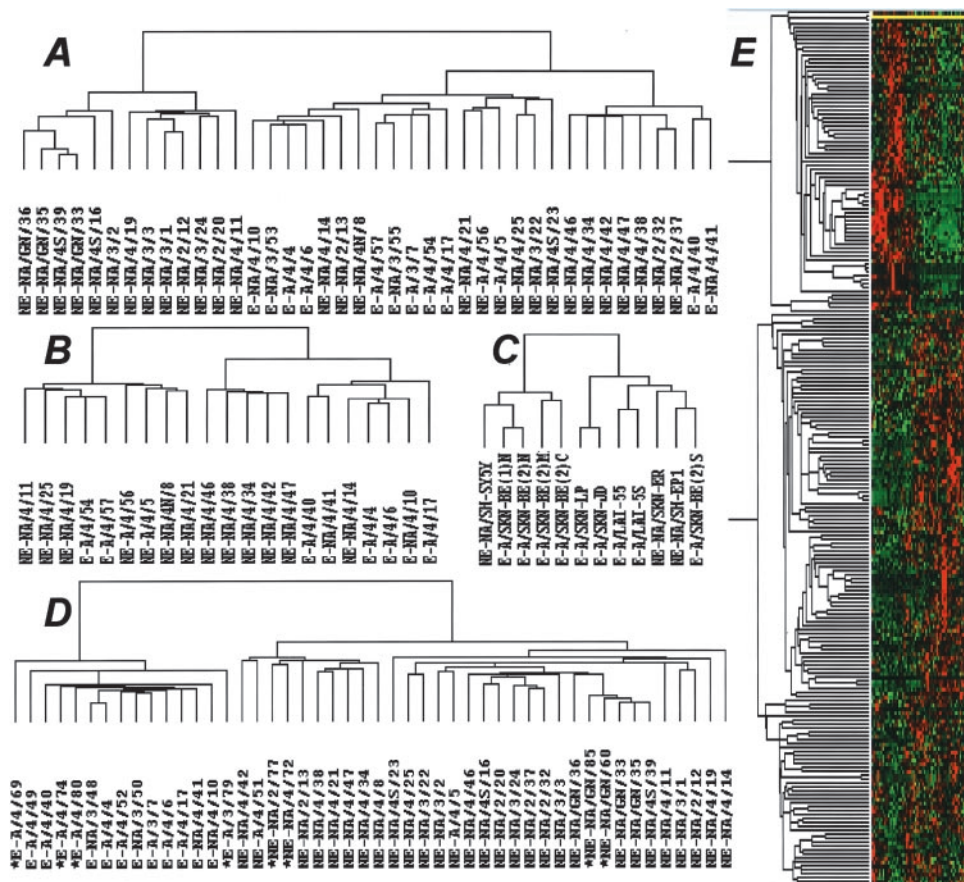 A
E
NE-NA/GN/36
NE-NA/GN/35
NE-NA/4S/39
NE-NA/GN/33
NE-NA/4S/16
NE-NA/3/2
NE-NA/4/19
NE-NA/3/3
NE-NA/3/1
NE-NA/2/12
NE-NA/3/24
NE-NA/2/20
NE-NA/4/11
E-NA/4/10
E-NA/3/53
E-A/4/4
E-A/4/6
NE-NA/4/14
NE-NA/2/13
NE-NA/4N/8
E-A/4/57
E-NA/3/55
E-A/3/7
E-A/4/54
E-A/4/17
NE-NA/4/21
NE-A/4/56
NE-NA/4/25
NE-NA/3/22
NE-NA/4S/23
NE-NA/4/46
NE-NA/4/34
NE-NA/4/42
NE-NA/4/47
NE-NA/4/38
NE-NA/2/32
NE-NA/2/37
E-A/4/40
E-NA/4/41
B
NE-NA/4/11
NE-NA/4/25
NE-NA/4/19
E-A/4/54
E-A/4/57
NE-A/4/56
NE-A/4/5
NE-NA/4N/8
NE-NA/4/21
NE-NA/4/46
NE-NA/4/38
NE-NA/4/34
NE-NA/4/42
NE-NA/4/47
E-A/4/40
E-NA/4/41
NE-NA/4/14
E-A/4/4
E-A/4/6
E-NA/4/10
E-A/4/17
C
NE-NA/SH-SY5Y
E-A/SKN-BE(1)N
E-A/SKN-BE(2)N
E-A/SKN-BE(2)M
E-A/SKN-BE(2)C
E-A/SKN-LP
E-A/SKN-JD
E-A/LAI-55
E-A/LAI-5S
NE-NA/SKN-ER
NE-NA/SH-EP1
E-A/SKN-BE(2)S
D
*E-A/4/69
E-A/4/49
E-A/4/40
*E-A/4/74
*E-A/4/80
E-NA/3/48
E-A/4/4
E-A/4/52
E-NA/3/50
E-A/3/7
E-A/4/6
E-A/4/17
E-NA/4/41
E-NA/4/10
*E-A/3/79
NE-NA/4/42
NE-A/4/51
*NE-NA/2/77
*NE-NA/4/72
NE-NA/2/13
NE-NA/4/38
NE-NA/4/21
NE-NA/4/47
NE-NA/4/34
NE-NA/4/8
NE-NA/4S/23
NE-NA/4/25
NE-NA/3/22
NE-NA/3/2
NE-A/4/5
NE-NA/4/46
NE-NA/4S/16
NE-NA/2/20
NE-NA/3/24
NE-NA/2/37
NE-NA/2/32
NE-NA/3/3
NE-NA/GN/36
*NE-NA/GN/85
*NE-NA/GN/60
NE-NA/GN/33
NE-NA/GN/35
NE-NA/4S/39
NE-NA/4/11
NE-NA/3/1
NE-NA/2/12
NE-NA/4/19
NE-NA/4/14